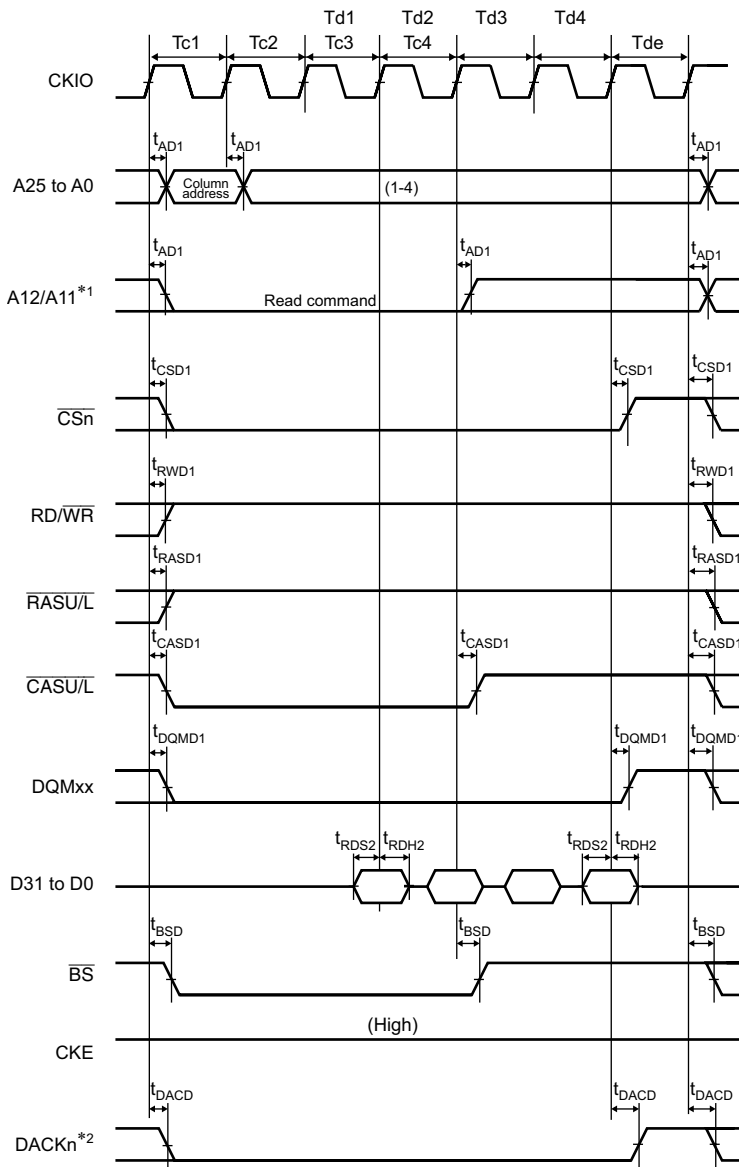 Td1 Td2 Td3 Td4
Tc1 Tc2 Tc3 Tc4 Tde
CKIO
tAD1 tAD1 tAD1
A25 to A0
Column address
(1-4)
tAD1 tAD1 tAD1
A12/A11*1
Read command
tCSD1 tCSD1 tCSD1
CSn
tRWD1 tRWD1
RD/WR
tRASD1 tRASD1
RASU/L
tCASD1 tCASD1 tCASD1
CASU/L
tDQMD1 tDQMD1 tDQMD1
DQMxx
tRDS2 tRDH2 tRDS2 tRDH2
D31 to D0
tBSD tBSD tBSD
BS
(High)
CKE
tDACD tDACD tDACD
DACKn*2